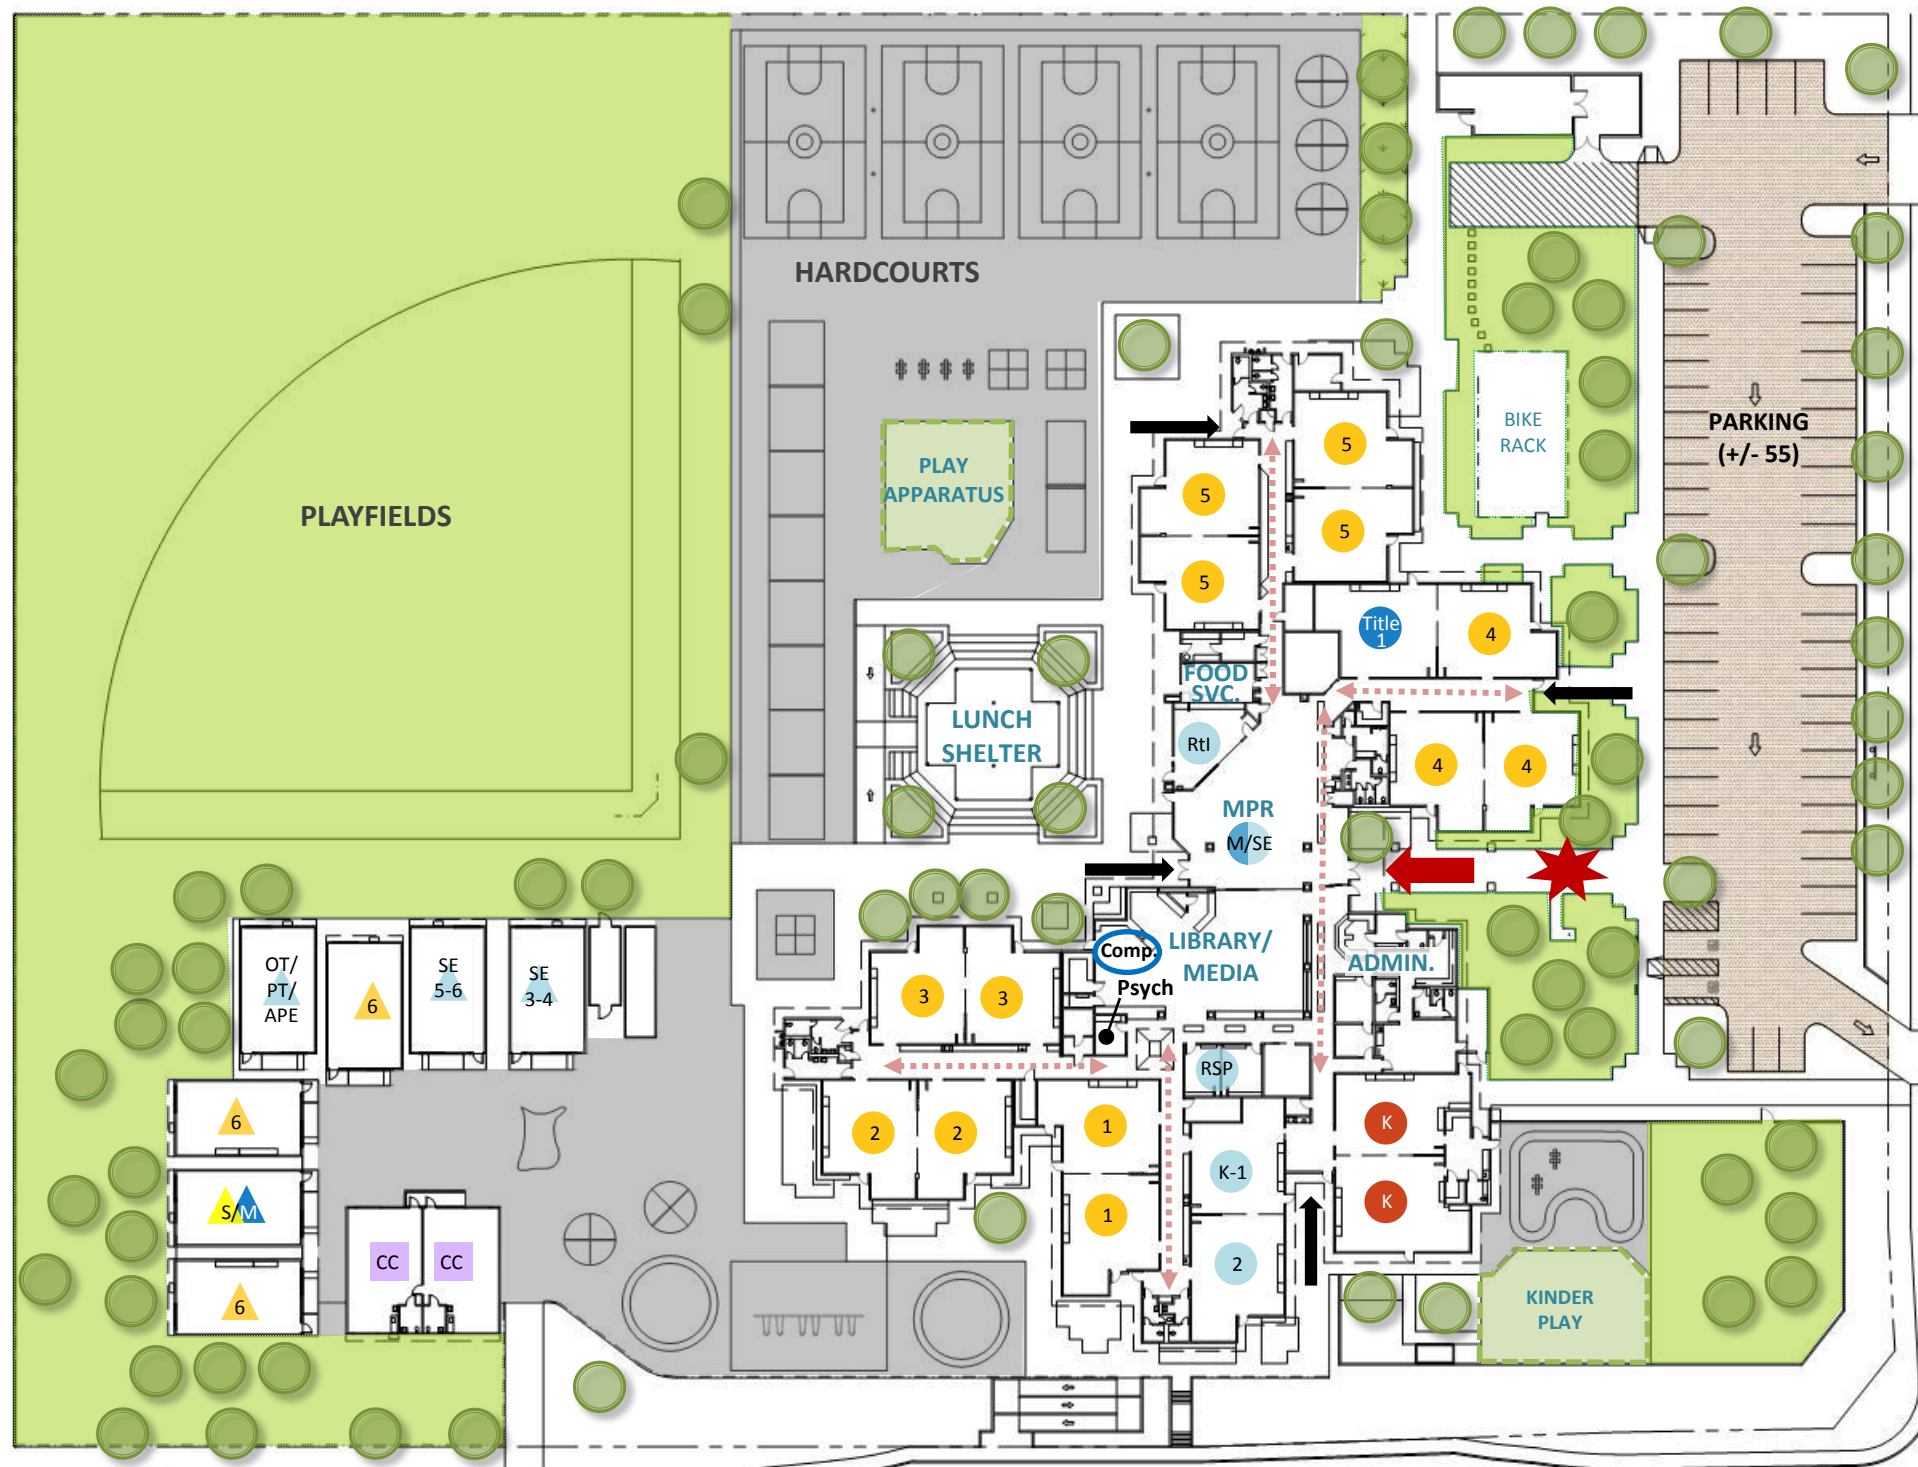 HARDCOURTS
PLAYFIELDS
PLAY
APPARATUS
BIKE
RACK
PARKING
(+/- 55)
5
5
5
5
Title
1
4
FOOD
SVC.
LUNCH
SHELTER
RtI
4
4
MPR
M/SE
Comp.
LIBRARY/
MEDIA
ADMIN.
Psych
OT/
PT/
APE
6
SE
5-6
SE
3-4
3
3
RSP
6
2
2
1
K
K-1
S/M
1
K
CC
CC
2
6
KINDER
PLAY